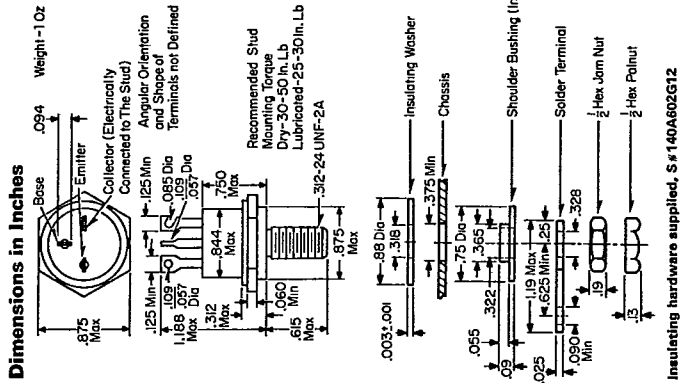 Dimensions in Inches
Weight-1 Oz
.094
Base
Emitter
Collector (Electrically
Connected to The Stud)
.875
Max
Angular Orientation
and Shape of
Terminals not Defined
.125 Min
.085 Dia
.109
.057
Dia
.125 Min
.109
.057
Dia
1.188
Max
.750
Max
.844
Max
.312
Max
.060
Min
.615
Max
.875
Max
.312-24 UNF-2A
Recommended Stud
Mounting Torque
Dry-30-50 In. Lb
Lubricated-25-30 In. Lb
.88 Dia
.318
.003±.001
Insulating Washer
.375 Min
Chassis
.75 Dia
.365
.322
.055
.09
Shoulder Bushing (In
1.19 Max
.625 Min
.25
.328
.025
.090
Min
Solder Terminal
.19
1/2 Hex Jam Nut
.13
1/2 Hex Palnut
Insulating hardware supplied, S#140A602G12